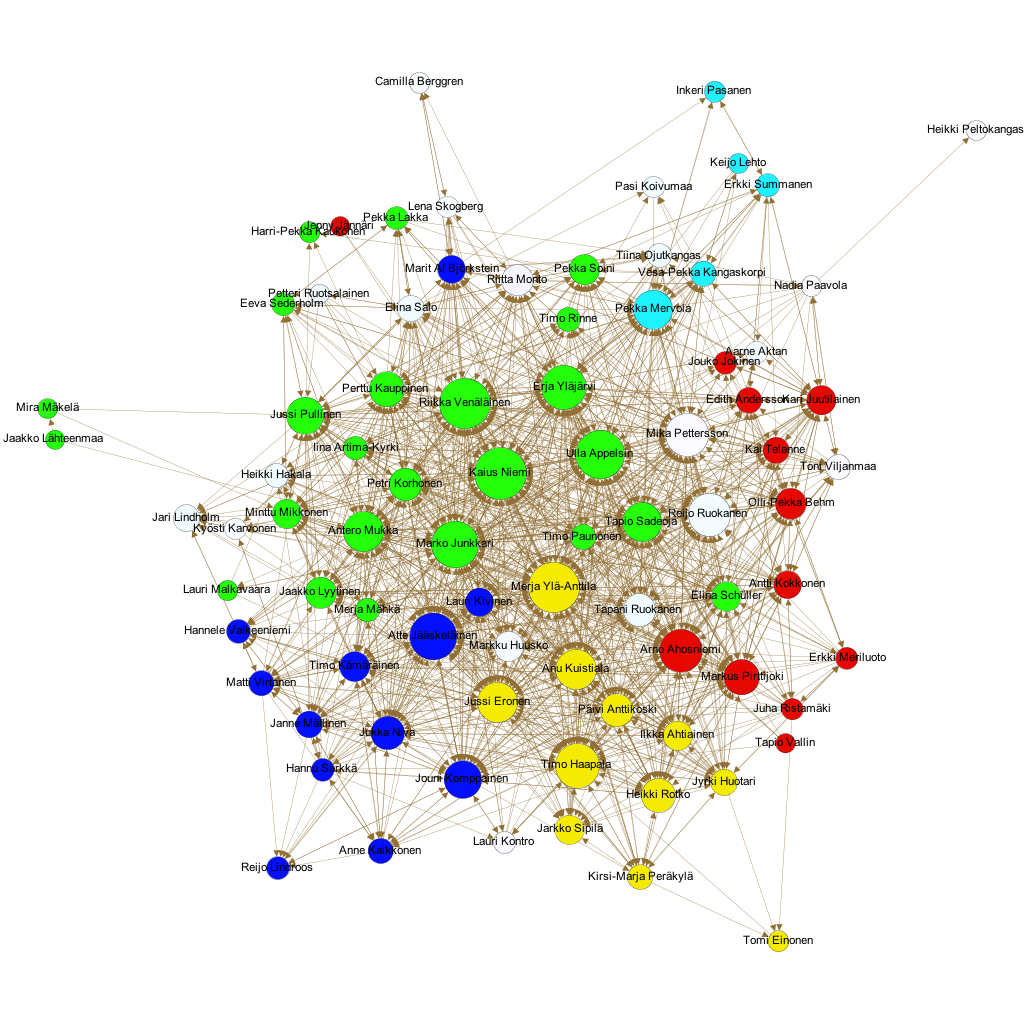 Camilla Berggren
Inkeri Pasanen
Heikki Peltokangas
Keijo Lehto
Erkki Summanen
Pasi Koivumaa
Lena Skogberg
Pekka Lakka
Jenny Jännäri
Harri-Pekka Kaukonen
Tiina Ojutkangas
Marit Af Björkstein
Riitta Monto
Pekka Soini
Vesa-Pekka Kangaskorpi
Nadia Paavola
Petteri Ruotsalainen
Eeva Sederholm
Elina Salo
Pekka Mervola
Timo Rinne
Aarne Aktan
Jouko Jokinen
Perttu Kauppinen
Erja Yläjärvi
Riikka Venäläinen
Edith Andersson
Kari Juutilainen
Mira Mäkelä
Jussi Pullinen
Mika Pettersson
Jaakko Lähteenmaa
Iina Artima-Kyrki
Ulla Appelsin
Kai Telanne
Toni Viljanmaa
Heikki Hakala
Kaius Niemi
Petri Korhonen
Olli-Pekka Behm
Minttu Mikkonen
Reijo Ruokanen
Jari Lindholm
Kyösti Karvonen
Tapio Sadeoja
Antero Mukka
Marko Junkkari
Timo Paunonen
Antti Kokkonen
Merja Ylä-Anttila
Lauri Malkavaara
Jaakko Lyytinen
Elina Schüller
Lauri Kivinen
Merja Mähkä
Tapani Ruokanen
Hannele Valkeeniemi
Atte Jääskeläinen
Markku Huusko
Arno Ahosniemi
Erkki Meriluoto
Timo Kämäräinen
Anu Kuistiala
Markus Pirttijoki
Matti Virtanen
Jussi Eronen
Päivi Anttikoski
Juha Ristamäki
Janne Mällinen
Jukka Niva
Ilkka Ahtiainen
Tapio Vallin
Hannu Särkkä
Jouni Kemppainen
Timo Haapala
Jyrki Huotari
Heikki Rotko
Jarkko Sipilä
Lauri Kontro
Anne Kaikkonen
Reijo Lindroos
Kirsi-Marja Peräkylä
Tomi Einonen